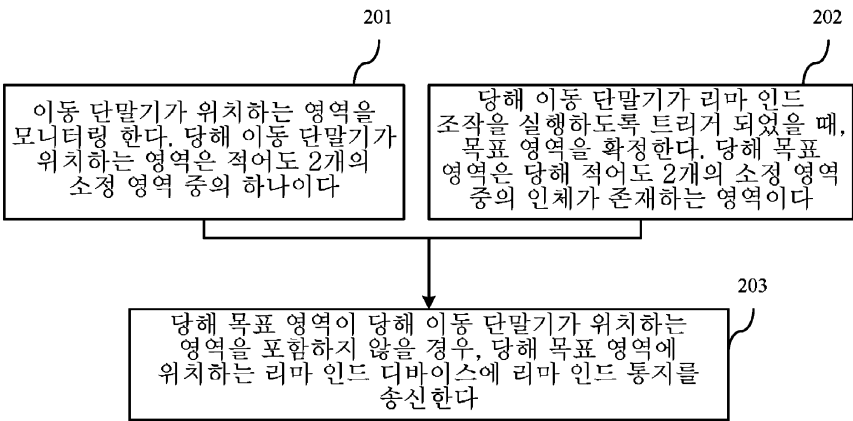 201
이동 단말기가 위치하는 영역을
모니터링 한다. 당해 이동 단말기가
위치하는 영역은 적어도 2개의
소정 영역 중의 하나이다
202
당해 이동 단말기가 리마 인드
조작을 실행하도록 트리거 되었을 때,
목표 영역을 확정한다. 당해 목표
영역은 당해 적어도 2개의 소정 영역
중의 인체가 존재하는 영역이다
203
당해 목표 영역이 당해 이동 단말기가 위치하는
영역을 포함하지 않을 경우, 당해 목표 영역에
위치하는 리마 인드 디바이스에 리마 인드 통지를
송신한다